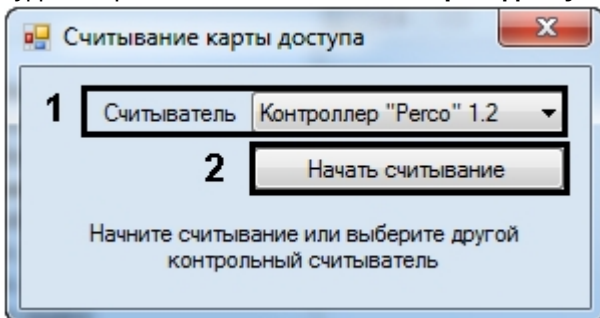 Считывание карты доступа
1 Считыватель Контроллер "Perco" 1.2
2 Начать считывание
Начните считывание или выберите другой
контрольный считыватель